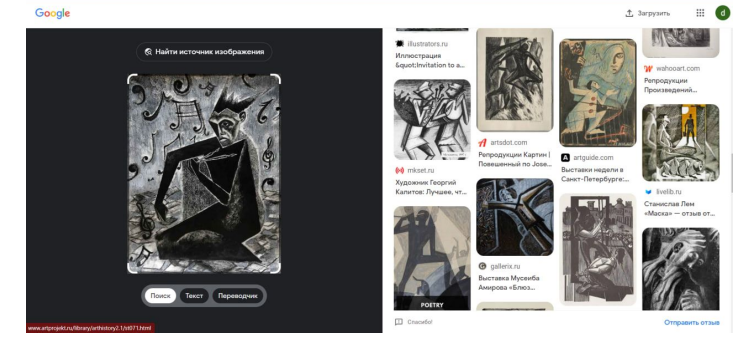 Google
Загрузить
d
Найти источник изображения
Поиск
Текст
Переводчик
www.artprojekt.ru/library/arthistory2.1/st071.html
illustrators.ru
Иллюстрация
&quot;Invitation to a...
mkset.ru
Художник Георгий
Капитов: Лучшее, чт...
POETRY
artsdot.com
Репродукции Картин |
Повешенный по Jose...
gallerix.ru
Выставка Мусеиба
Амирова «Блюз...
artguide.com
Выставки недели в
Санкт-Петербурге:...
wahooart.com
Репродукции
Произведений...
livelib.ru
Станислав Лем
«Маска» — отзыв от...
Спасибо!
Отправить отзыв